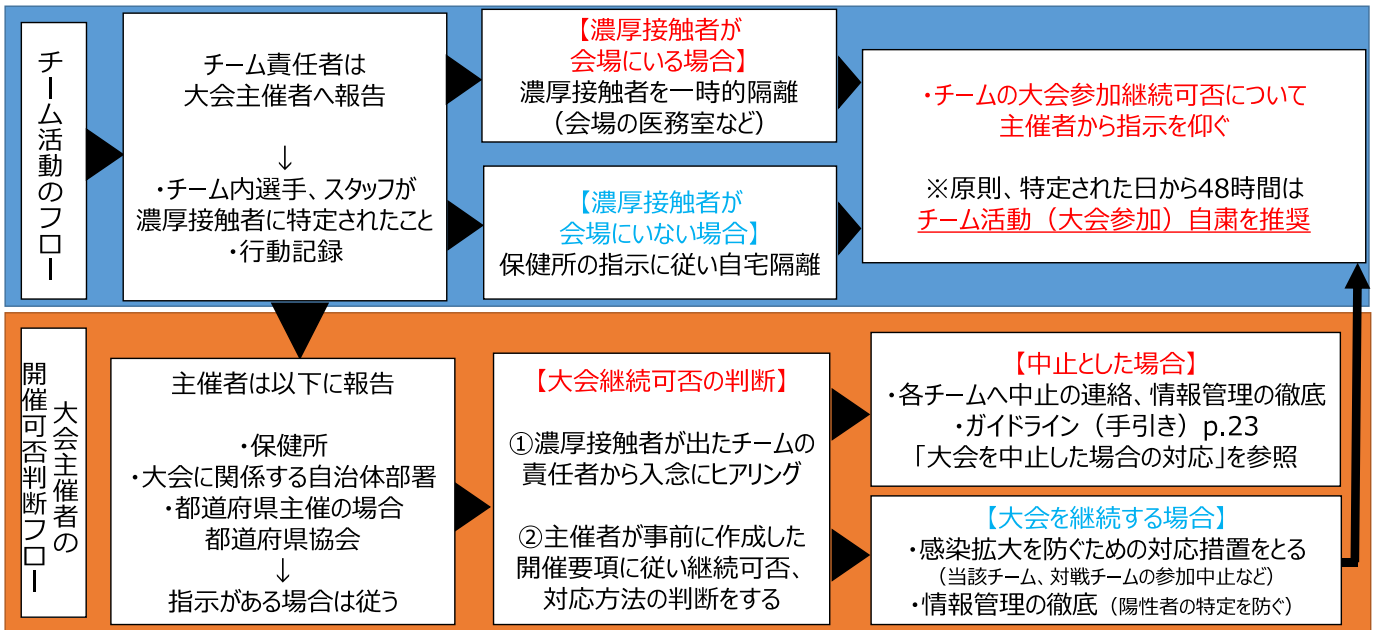 チーム活動のフロー
チーム責任者は
大会主催者へ報告
↓
・チーム内選手、スタッフが
濃厚接触者に特定されたこと
・行動記録
【濃厚接触者が
会場にいる場合】
濃厚接触者を一時的隔離
（会場の医務室など）
【濃厚接触者が
会場にいない場合】
保健所の指示に従い自宅隔離
・チームの大会参加継続可否について
主催者から指示を仰ぐ
※原則、特定された日から48時間は
チーム活動（大会参加）自粛を推奨
大会主催者の
開催可否判断フロー
主催者は以下に報告
・保健所
・大会に関係する自治体部署
・都道府県主催の場合
都道府県協会
↓
指示がある場合は従う
【大会継続可否の判断】
①濃厚接触者が出たチームの
責任者から入念にヒアリング
②主催者が事前に作成した
開催要項に従い継続可否、
対応方法の判断をする
【中止とした場合】
・各チームへ中止の連絡、情報管理の徹底
・ガイドライン（手引き）p.23
「大会を中止した場合の対応」を参照
【大会を継続する場合】
・感染拡大を防ぐための対応措置をとる
（当該チーム、対戦チームの参加中止など）
・情報管理の徹底（陽性者の特定を防ぐ）